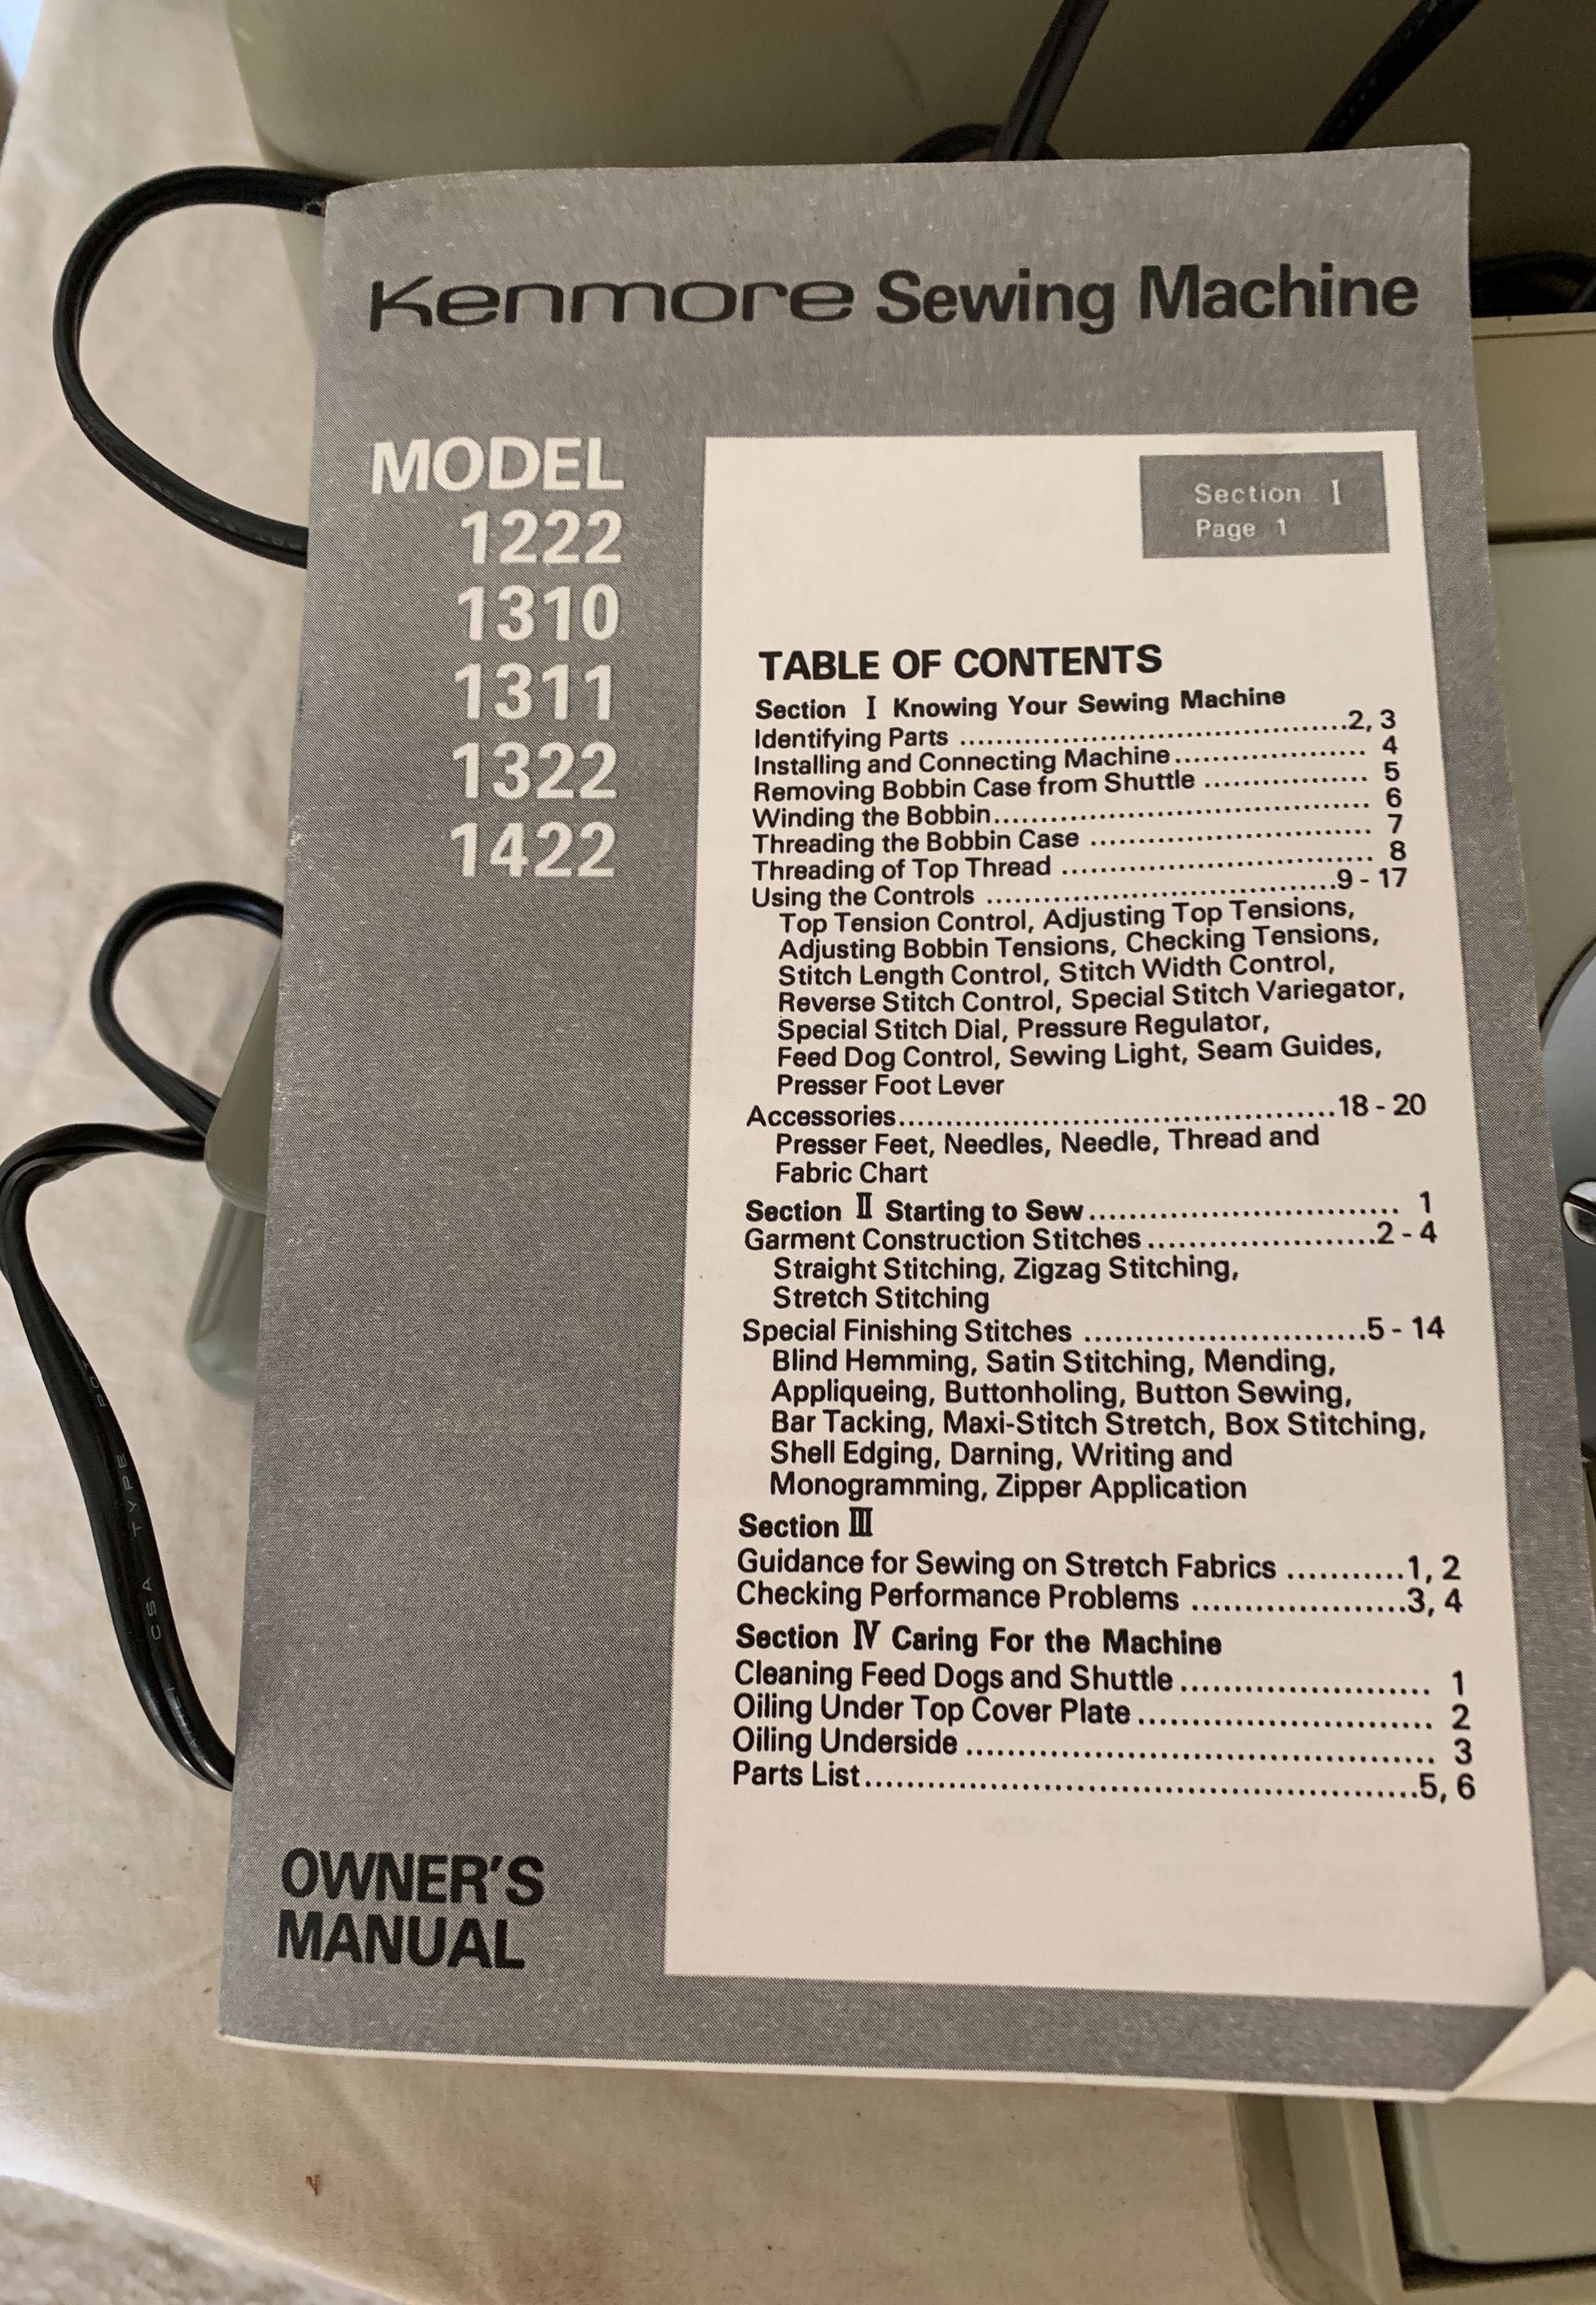 Kenmore Sewing Machine
MODEL
1222
1310
1311
1322
1422
Section I
Page 1
TABLE OF CONTENTS
Section I Knowing Your Sewing Machine
Identifying Parts ..........................................2, 3
Installing and Connecting Machine.................... 4
Removing Bobbin Case from Shuttle ................. 5
Winding the Bobbin........................................ 6
Threading the Bobbin Case .............................. 7
Threading of Top Thread ................................. 8
Using the Controls ......................................9 - 17
Top Tension Control, Adjusting Top Tensions,
Adjusting Bobbin Tensions, Checking Tensions,
Stitch Length Control, Stitch Width Control,
Reverse Stitch Control, Special Stitch Variegator,
Special Stitch Dial, Pressure Regulator,
Feed Dog Control, Sewing Light, Seam Guides,
Presser Foot Lever
Accessories...............................................18 - 20
Presser Feet, Needles, Needle, Thread and
Fabric Chart
Section II Starting to Sew................................ 1
Garment Construction Stitches.......................2 - 4
Straight Stitching, Zigzag Stitching,
Stretch Stitching
Special Finishing Stitches ............................5 - 14
Blind Hemming, Satin Stitching, Mending,
Appliqueing, Buttonholing, Button Sewing,
Bar Tacking, Maxi-Stitch Stretch, Box Stitching,
Shell Edging, Darning, Writing and
Monogramming, Zipper Application
Section III
Guidance for Sewing on Stretch Fabrics ...........1, 2
Checking Performance Problems .....................3, 4
Section IV Caring For the Machine
Cleaning Feed Dogs and Shuttle......................... 1
Oiling Under Top Cover Plate............................. 2
Oiling Underside .............................................. 3
Parts List......................................................5, 6
OWNER'S
MANUAL
CSA TYPE